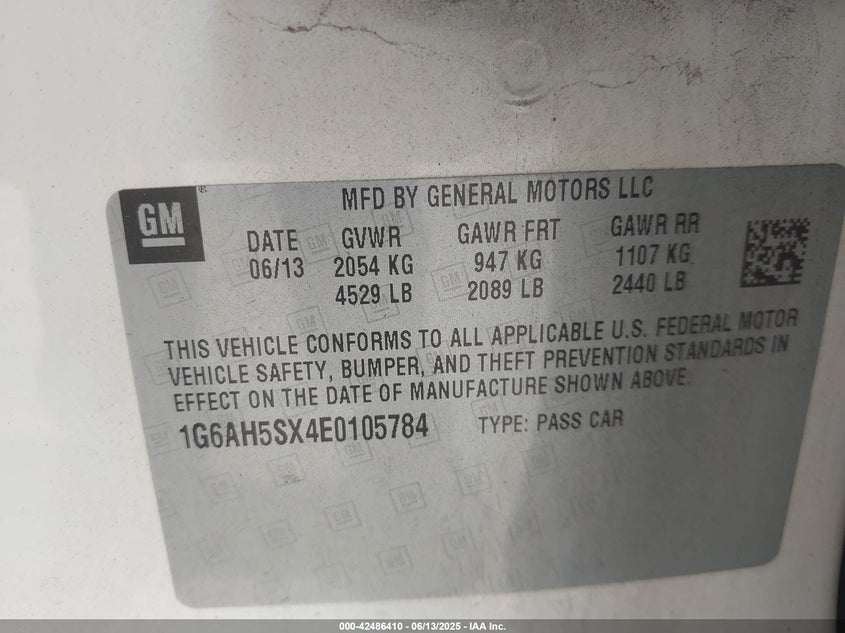 GM
MFD BY GENERAL MOTORS LLC
DATE GVWR GAWR FRT GAWR RR
06/13 2054 KG 947 KG 1107 KG
4529 LB 2089 LB 2440 LB
THIS VEHICLE CONFORMS TO ALL APPLICABLE U.S. FEDERAL MOTOR
VEHICLE SAFETY, BUMPER, AND THEFT PREVENTION STANDARDS IN
EFFECT ON THE DATE OF MANUFACTURE SHOWN ABOVE.
1G6AH5SX4E0105784 TYPE: PASS CAR
000-42486410 - 06/13/2025 - IAA Inc.